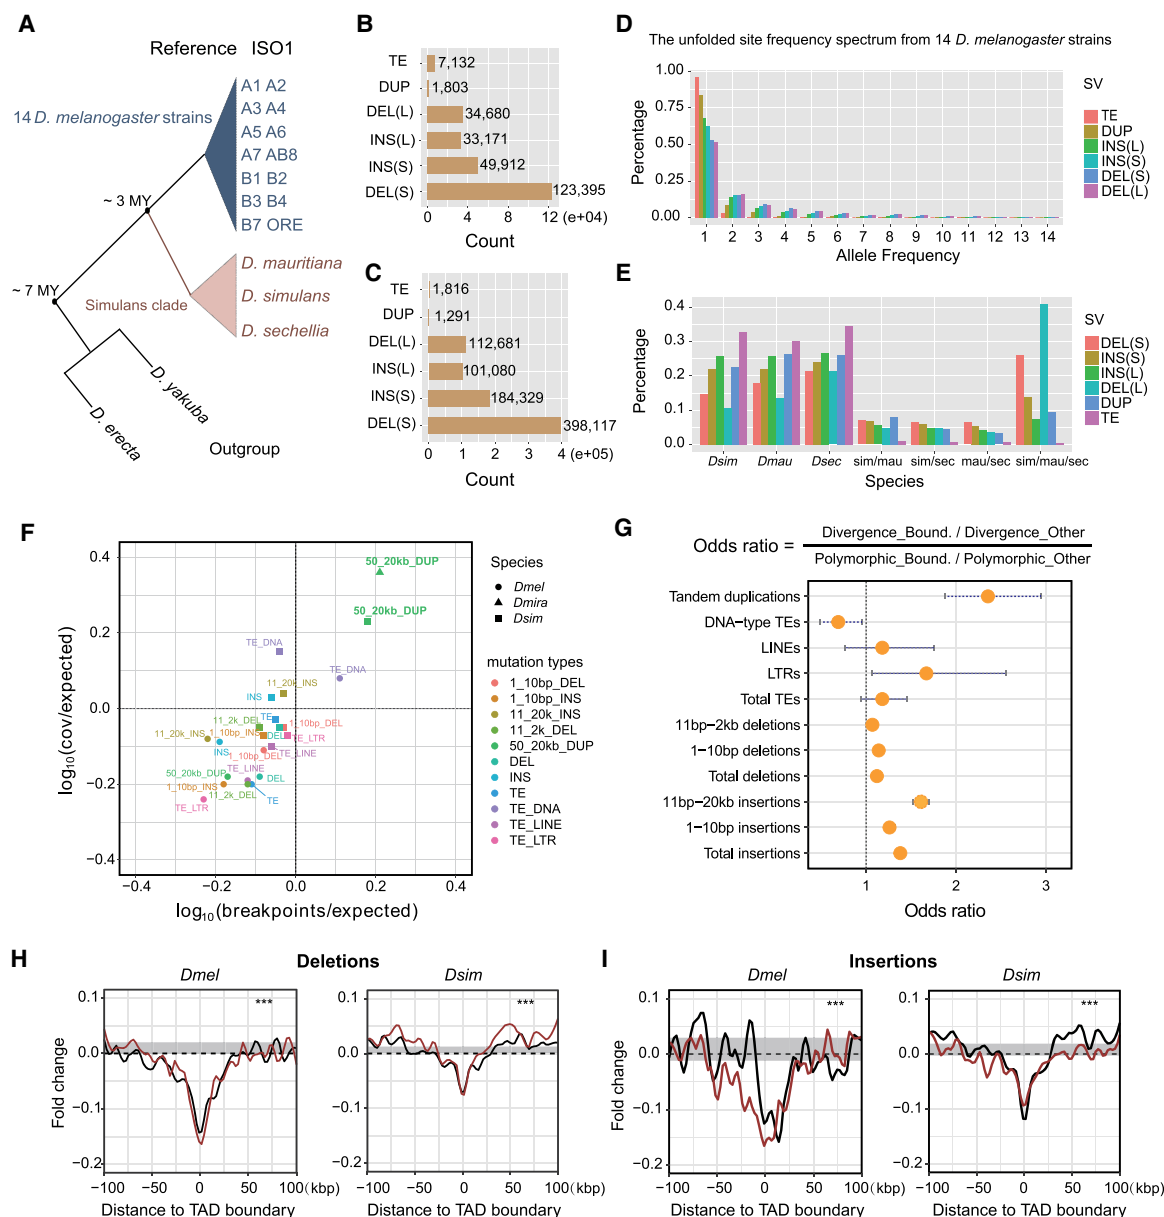 A
Reference ISO1
A1 A2
A3 A4
14 D. melanogaster strains
A5 A6
A7 AB8
B1 B2
~ 3 MY
B3 B4
B7 ORE
D. mauritiana
~ 7 MY
Simulans clade
D. simulans
D. sechellia
D. yakuba
D. erecta
Outgroup
B
TE
7,132
DUP
1,803
DEL(L)
34,680
INS(L)
33,171
INS(S)
49,912
DEL(S)
123,395
0 4 8 12 (e+04)
Count
C
TE
1,816
DUP
1,291
DEL(L)
112,681
INS(L)
101,080
INS(S)
184,329
DEL(S)
398,117
0 1 2 3 4 (e+05)
Count
D
The unfolded site frequency spectrum from 14 D. melanogaster strains
Percentage
1.00
0.75
0.50
0.25
0.00
1 2 3 4 5 6 7 8 9 10 11 12 13 14
Allele Frequency
SV
TE
DUP
INS(L)
INS(S)
DEL(S)
DEL(L)
E
Percentage
0.4
0.3
0.2
0.1
0.0
Dsim Dmau Dsec sim/mau sim/sec mau/sec sim/mau/sec
Species
SV
DEL(S)
INS(S)
INS(L)
DEL(L)
DUP
TE
F
log10(cov/expected)
0.4
0.2
0.0
−0.2
−0.4
50_20kb_DUP
50_20kb_DUP
TE_DNA
TE_DNA
11_20k_INS
INS
TE
11_2k_DEL
1_10bp_DEL
11_20k_INS
1_10bp_INS
DEL
TE_LTR
INS
1_10bp_DEL
TE_LINE
TE_LINE
50_20kb_DUP
DEL
1_10bp_INS
11_2k_DEL
TE
TE_LTR
−0.4 −0.2 0.0 0.2 0.4
log10(breakpoints/expected)
Species
Dmel
Dmira
Dsim
mutation types
1_10bp_DEL
1_10bp_INS
11_20k_INS
11_2k_DEL
50_20kb_DUP
DEL
INS
TE
TE_DNA
TE_LINE
TE_LTR
G
Odds ratio = Divergence_Bound. / Divergence_Other
Polymorphic_Bound. / Polymorphic_Other
Tandem duplications
DNA−type TEs
LINEs
LTRs
Total TEs
11bp−2kb deletions
1−10bp deletions
Total deletions
11bp−20kb insertions
1−10bp insertions
Total insertions
1 2 3
Odds ratio
H
Deletions
Dmel
Dsim
Fold change
0.1
0.0
−0.1
−0.2
***
−100 −50 0 50 100 (kbp)
Distance to TAD boundary
0.1
0.0
−0.1
−0.2
***
−100 −50 0 50 100 (kbp)
Distance to TAD boundary
I
Insertions
Dmel
Dsim
Fold change
0.1
0.0
−0.1
−0.2
***
−100 −50 0 50 100 (kbp)
Distance to TAD boundary
0.1
0.0
−0.1
−0.2
***
−100 −50 0 50 100 (kbp)
Distance to TAD boundary